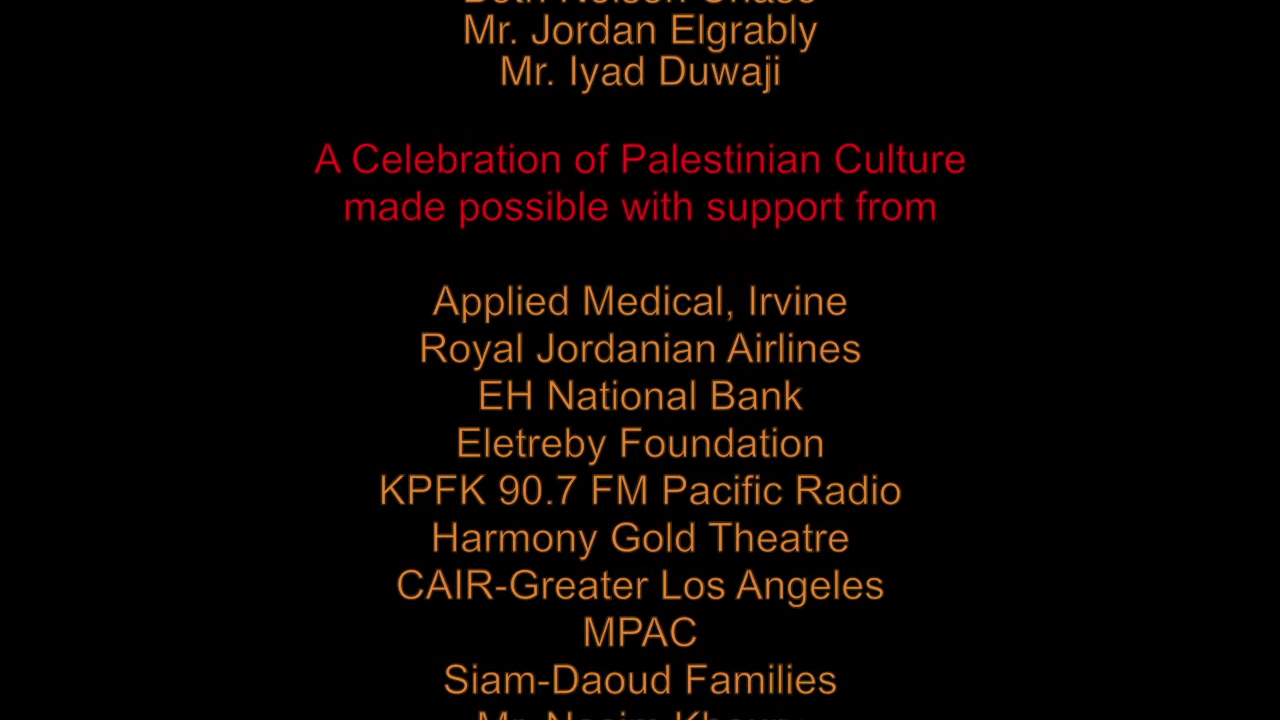 Mr. Jordan Elgrably
Mr. Iyad Duwaji
A Celebration of Palestinian Culture
made possible with support from
Applied Medical, Irvine
Royal Jordanian Airlines
EH National Bank
Eletreby Foundation
KPFK 90.7 FM Pacific Radio
Harmony Gold Theatre
CAIR-Greater Los Angeles
MPAC
Siam-Daoud Families